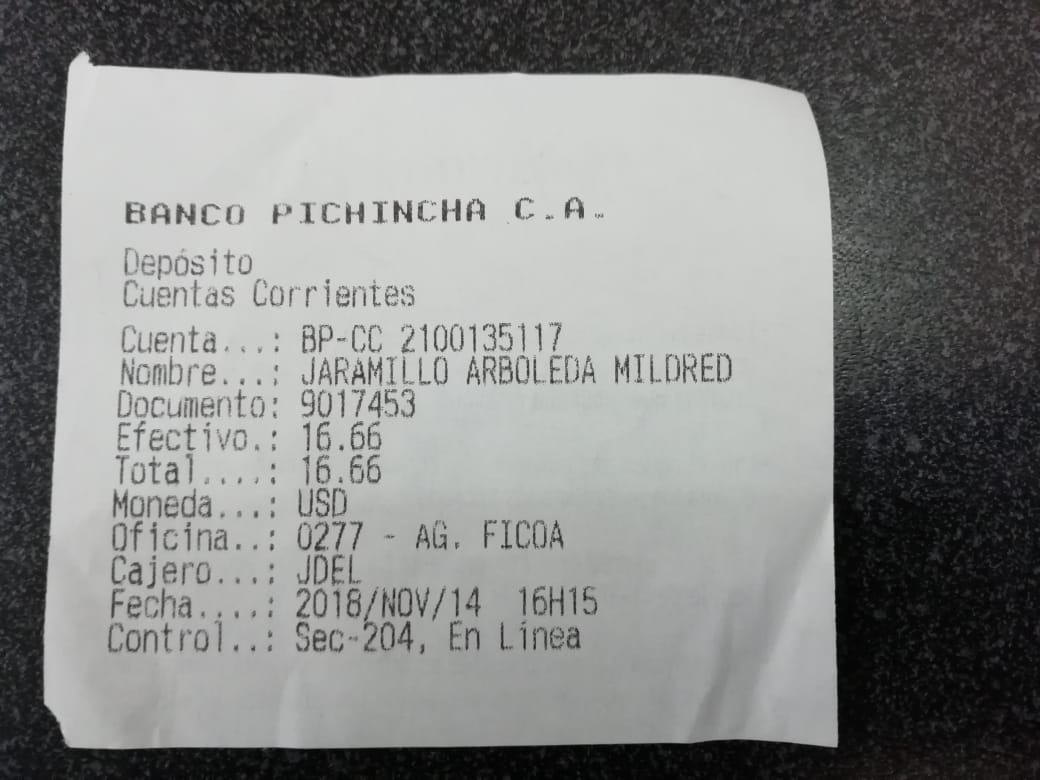 BANCO PICHINCHA C.A.
Depósito
Cuentas Corrientes
Cuenta...: BP-CC 2100135117
Nombre...: JARAMILLO ARBOLEDA MILDRED
Documento: 9017453
Efectivo.: 16.66
Total....: 16.66
Moneda...: USD
Oficina..: 0277 - AG. FICOA
Cajero...: JDEL
Fecha....: 2018/NOV/14 16H15
Control..: Sec-204, En Línea